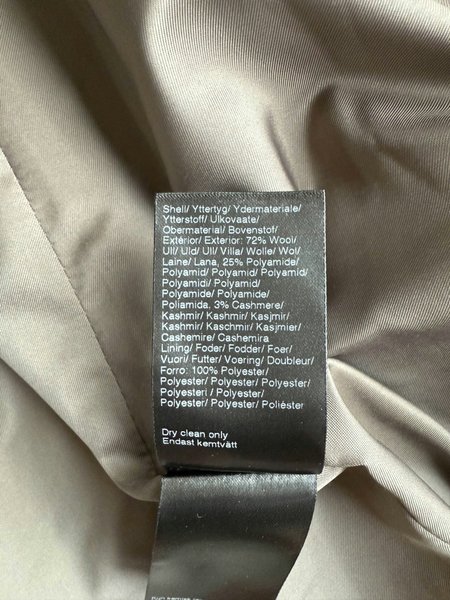 Shell/ Yttertyg/ Ydermateriale/
Ytterstoff/ Ulkovaate/
Obermaterial/ Bovenstof/
Extérior/ Exterior: 72% Wool/
Ull/ Uld/ Ull/ Villa/ Wolle/ Wol/
Laine/ Lana, 25% Polyamide/
Polyamid/ Polyamid/ Polyamid/
Polyamidi/ Polyamid/
Polyamide/ Polyamide/
Poliamida. 3% Cashmere/
Kashmir/ Kashmir/ Kasjmir/
Kashmir/ Kaschmir/ Kasjmier/
Cashemire/ Cashemira
Lining/ Foder/ Fodder/ Foer/
Vuori/ Futter/ Voering/ Doubleur/
Forro: 100% Polyester/
Polyester/ Polyester/ Polyester/
Polyesteri / Polyester/
Polyester/ Polyester/ Poliéster
Dry clean only
Endast kemtvätt